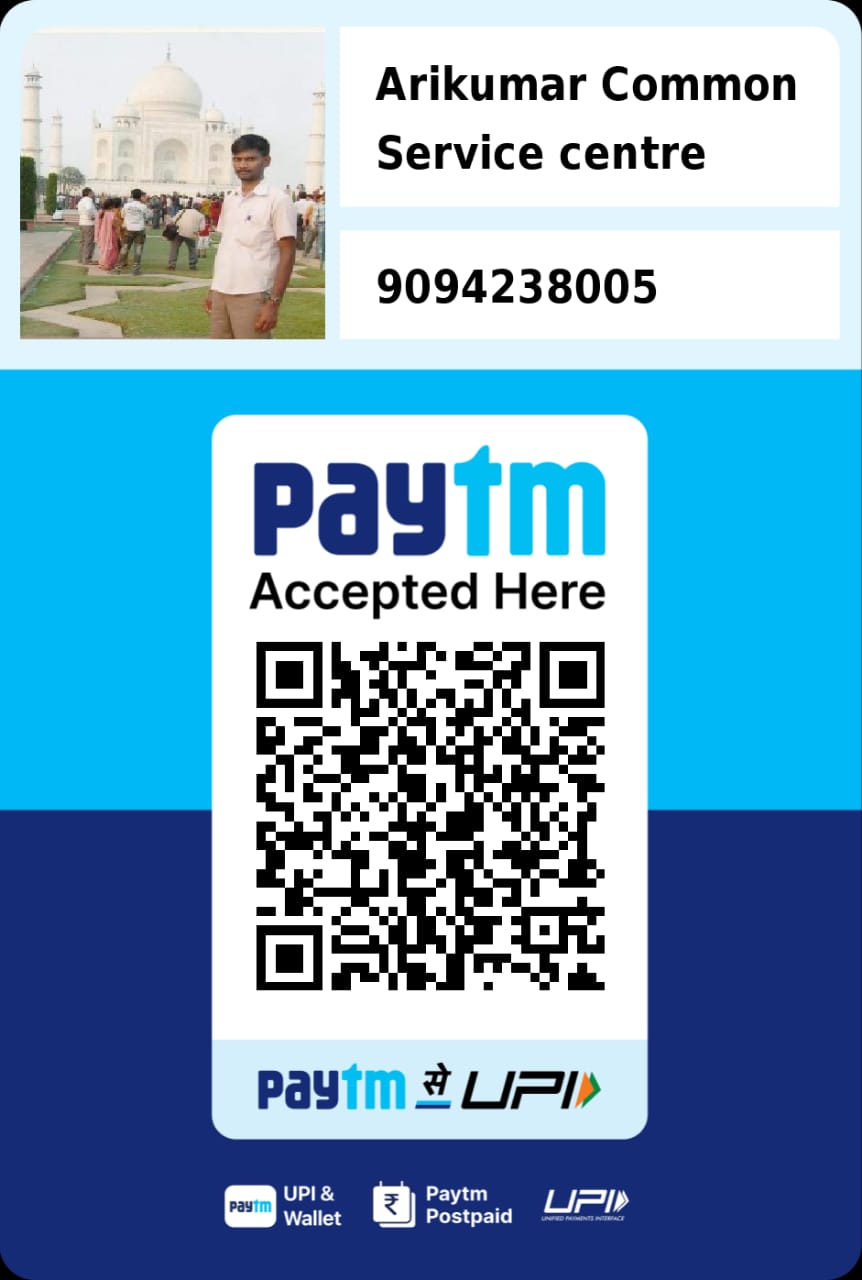 Arikumar Common
Service centre
9094238005
paytm
Accepted Here
paytm से UPI
paytm
UPI &
Wallet
₹
Paytm
Postpaid
UPI
UNIFIED PAYMENTS INTERFACE